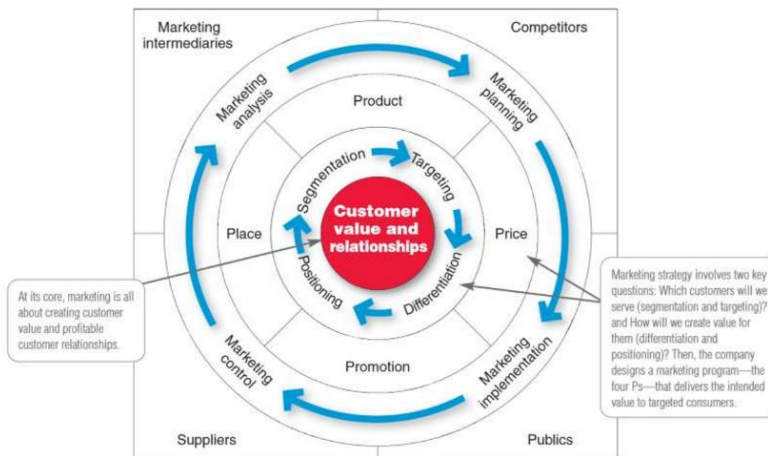 Marketing
intermediaries
Competitors
Marketing
analysis
Marketing
planning
Product
Segmentation
Targeting
Customer
value and
relationships
Place
Price
Positioning
Differentiation
At its core, marketing is all
about creating customer
value and profitable
customer relationships.
Marketing strategy involves two key
questions: Which customers will we
serve (segmentation and targeting)?
and How will we create value for
them (differentiation and
positioning)? Then, the company
designs a marketing program—the
four Ps—that delivers the intended
value to targeted consumers.
Marketing
control
Promotion
Marketing
implementation
Suppliers
Publics